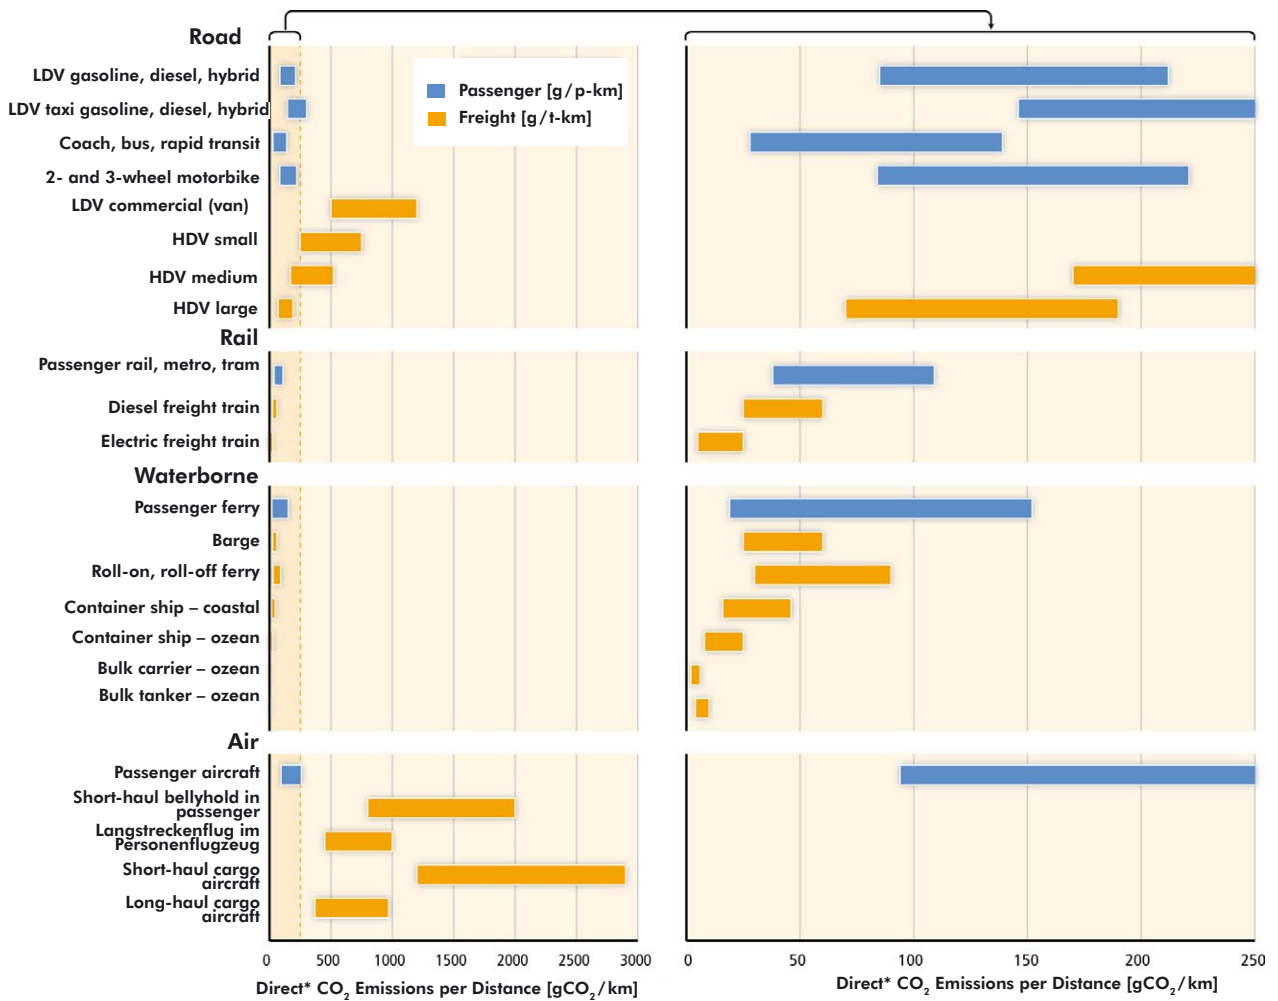 Road
LDV gasoline, diesel, hybrid
LDV taxi gasoline, diesel, hybrid
Coach, bus, rapid transit
2- and 3-wheel motorbike
LDV commercial (van)
HDV small
HDV medium
HDV large
Passenger [g/p-km]
Freight [g/t-km]
Rail
Passenger rail, metro, tram
Diesel freight train
Electric freight train
Waterborne
Passenger ferry
Barge
Roll-on, roll-off ferry
Container ship – coastal
Container ship – ozean
Bulk carrier – ozean
Bulk tanker – ozean
Air
Passenger aircraft
Short-haul bellyhold in
passenger
Langstreckenflug im
Personenflugzeug
Short-haul cargo
aircraft
Long-haul cargo
aircraft
0 500 1000 1500 2000 2500 3000
Direct* CO₂ Emissions per Distance [gCO₂/km]
0 50 100 150 200 250
Direct* CO₂ Emissions per Distance [gCO₂/km]